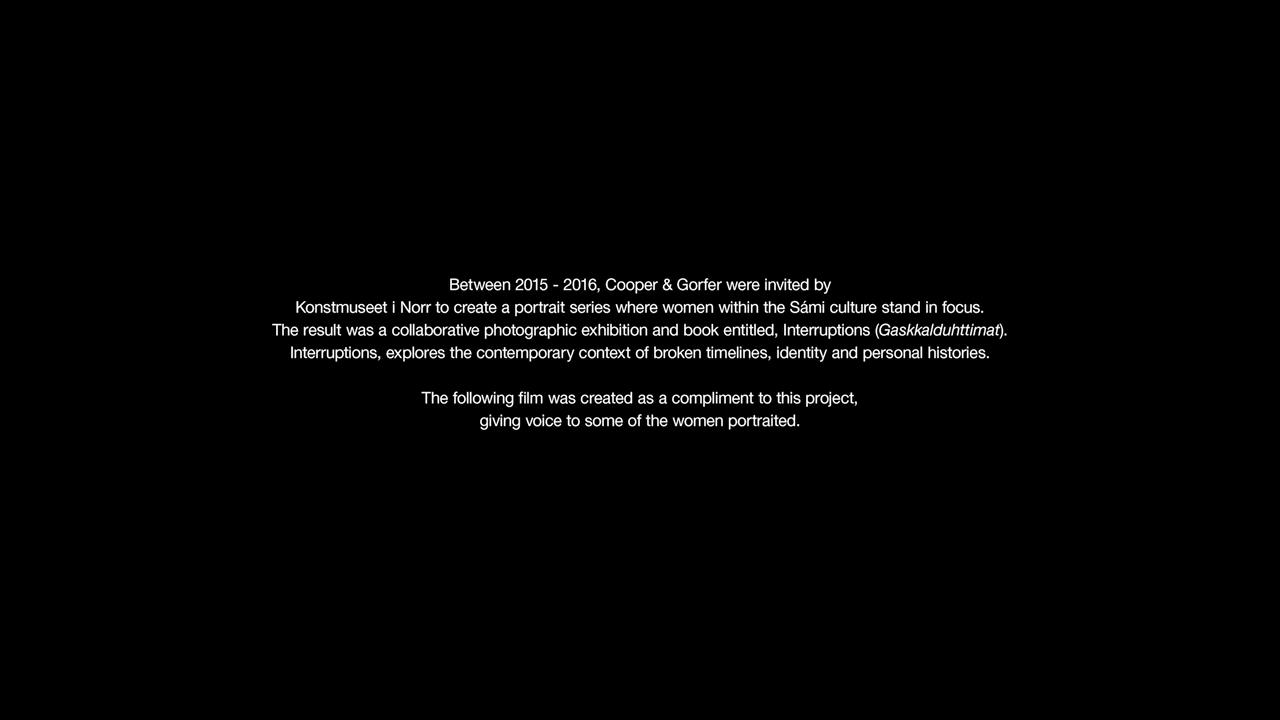 Between 2015 - 2016, Cooper & Gorfer were invited by
Konstmuseet i Norr to create a portrait series where women within the Sámi culture stand in focus.
The result was a collaborative photographic exhibition and book entitled, Interruptions (Gaskkalduhttimat).
Interruptions, explores the contemporary context of broken timelines, identity and personal histories.
The following film was created as a compliment to this project,
giving voice to some of the women portraited.